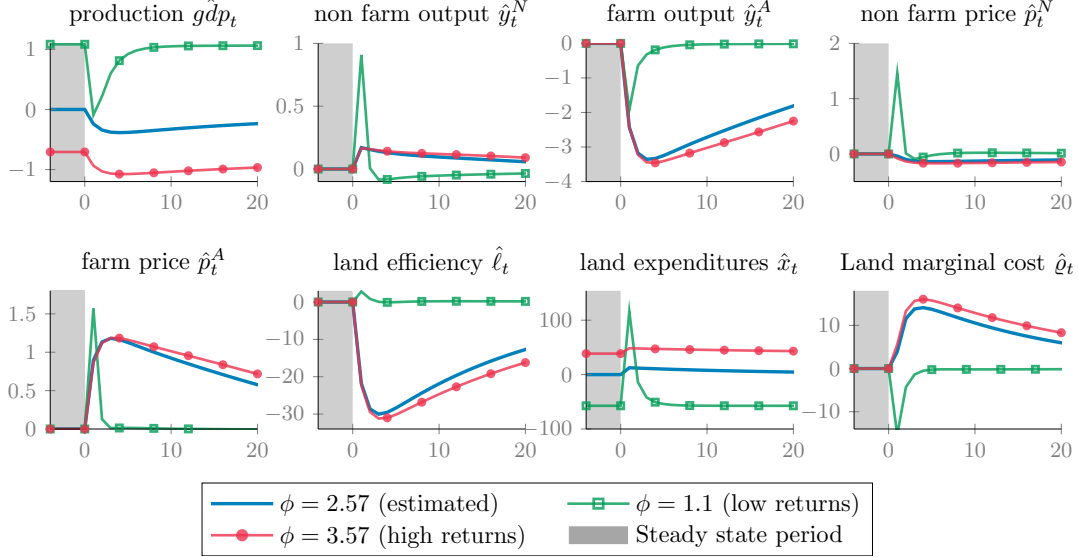 production g\hat{d}p_t
non farm output ŷ_t^N
farm output ŷ_t^A
non farm price p̂_t^N
1
0
−1
0 10 20
1
0.5
0
0 10 20
0
−1
−2
−3
−4
0 10 20
2
1
0
0 10 20
farm price p̂_t^A
land efficiency ℓ̂_t
land expenditures x̂_t
Land marginal cost ϱ̂_t
1.5
1
0.5
0
0 10 20
0
−10
−20
−30
0 10 20
100
0
−100
0 10 20
10
0
−10
0 10 20
ϕ = 2.57 (estimated)
ϕ = 1.1 (low returns)
ϕ = 3.57 (high returns)
Steady state period